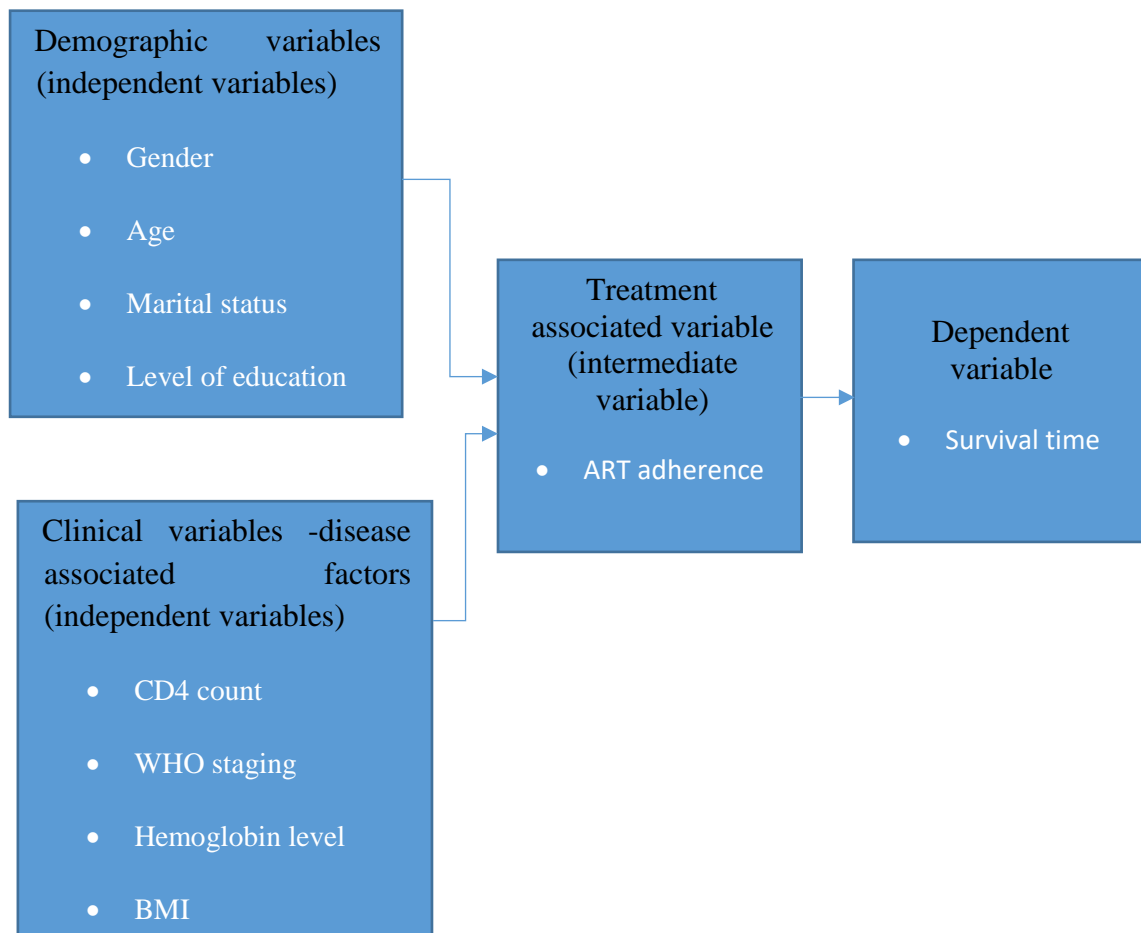 Demographic variables
(independent variables)
• Gender
• Age
• Marital status
• Level of education
Clinical variables -disease
associated factors
(independent variables)
• CD4 count
• WHO staging
• Hemoglobin level
• BMI
Treatment
associated variable
(intermediate
variable)
• ART adherence
Dependent
variable
• Survival time